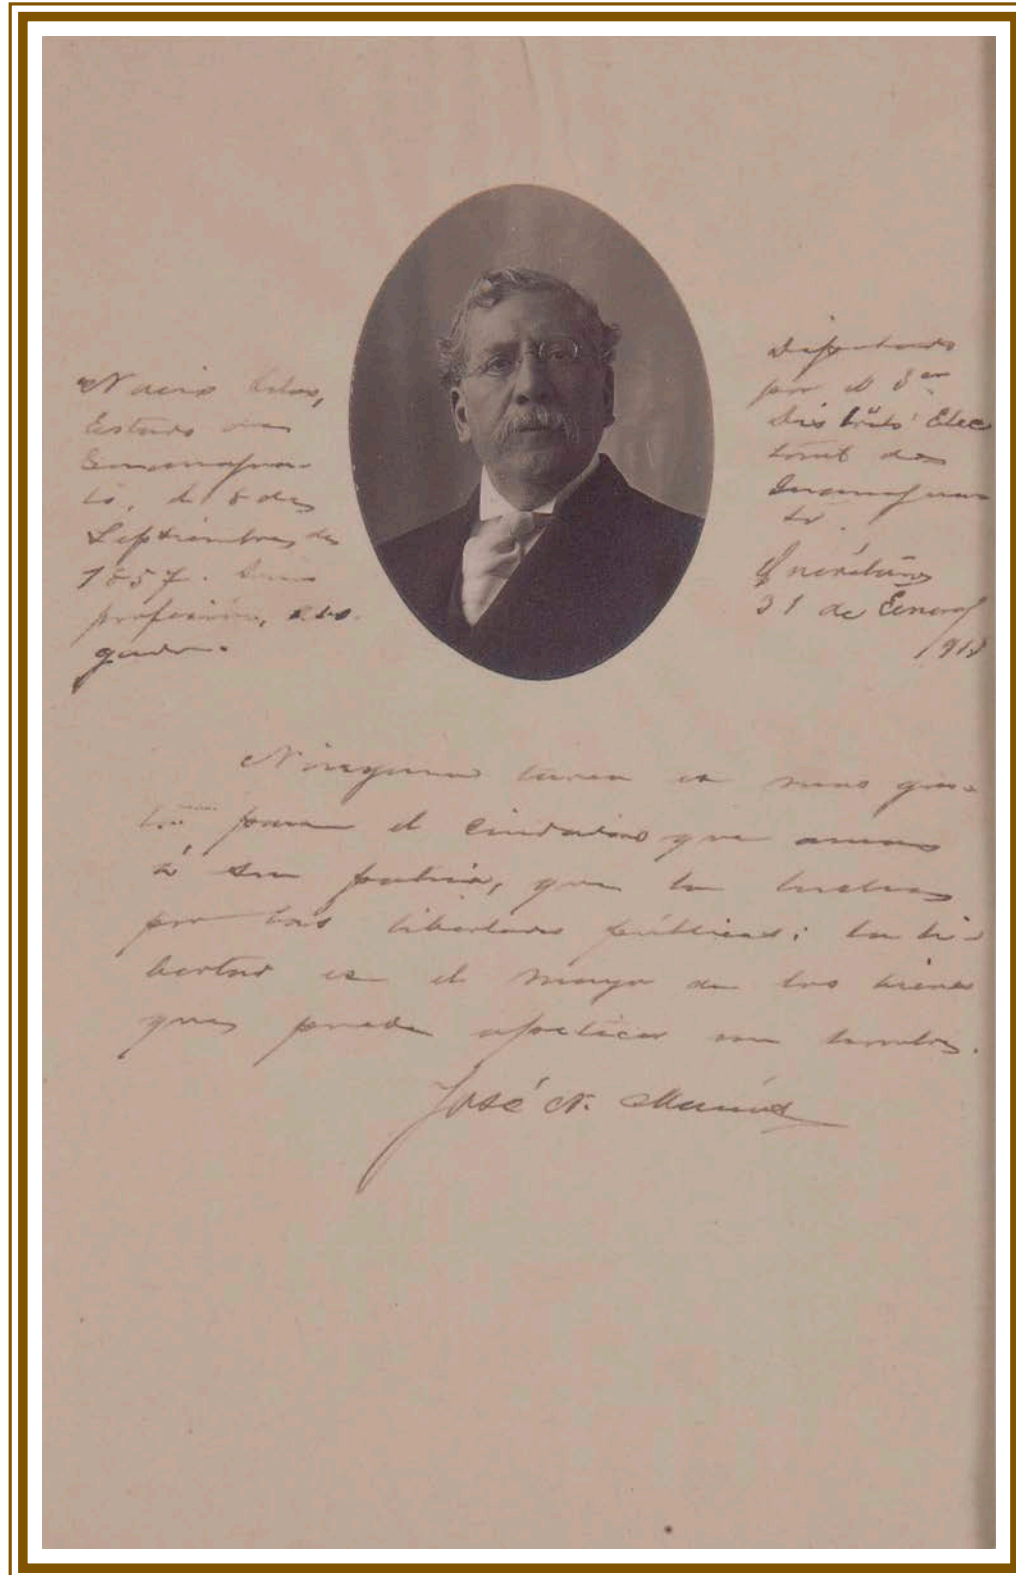 Nació Silao,
Estado de
Guanajua-
to, el 8 de
Septiembre de
1857. Su
profesión, abo-
gado.
Diputado
por el 3er
Distrito Elec
toral de
Guanajua
to.
Querétaro
31 de Enero
Ninguna tarea es mas gra-
ta para el ciudadano que ama
á su patria, que la lucha
por las libertades públicas: la li-
bertad es el mayor de los bienes
que puede apetecer un hombre.
José N. Macías